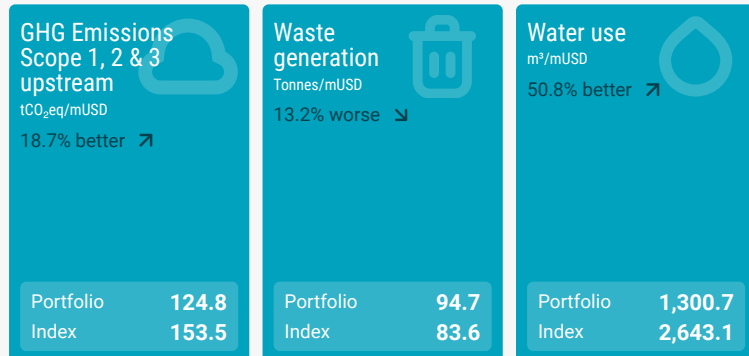 GHG Emissions
Scope 1, 2 & 3
upstream
tCO₂eq/mUSD
18.7% better
Portfolio 124.8
Index 153.5
Waste
generation
Tonnes/mUSD
13.2% worse
Portfolio 94.7
Index 83.6
Water use
m³/mUSD
50.8% better
Portfolio 1,300.7
Index 2,643.1